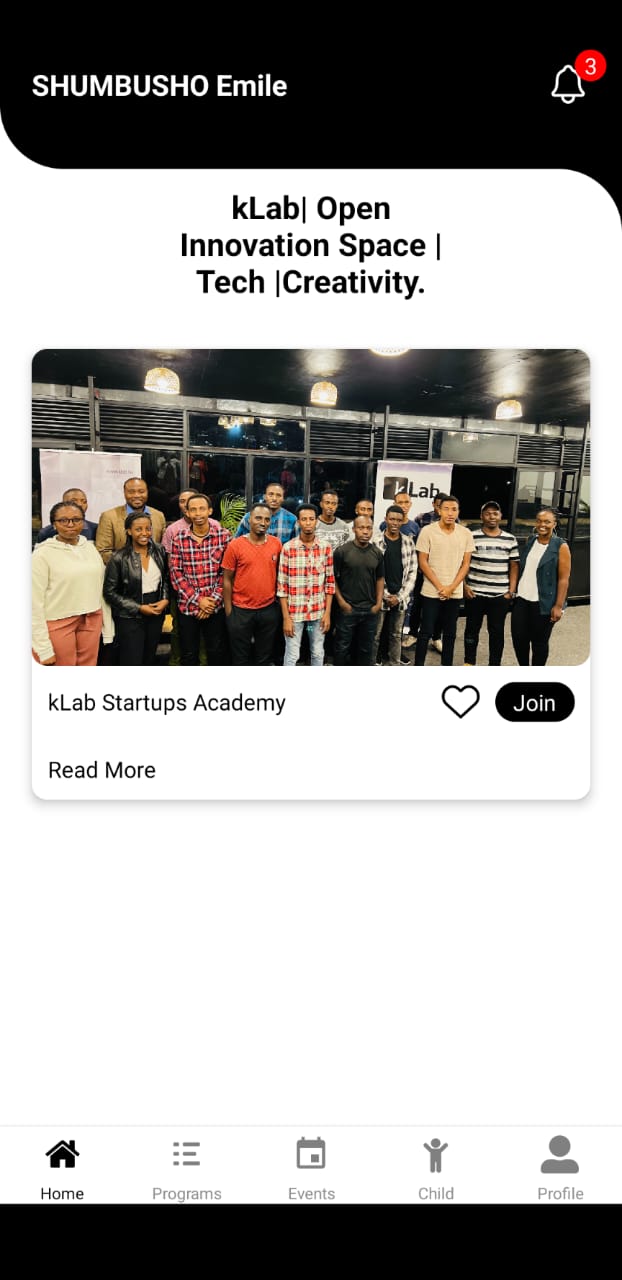 SHUMBUSHO Emile
3
kLab| Open
Innovation Space |
Tech |Creativity.
kLab
kLab Startups Academy
Join
Read More
Home
Programs
Events
Child
Profile